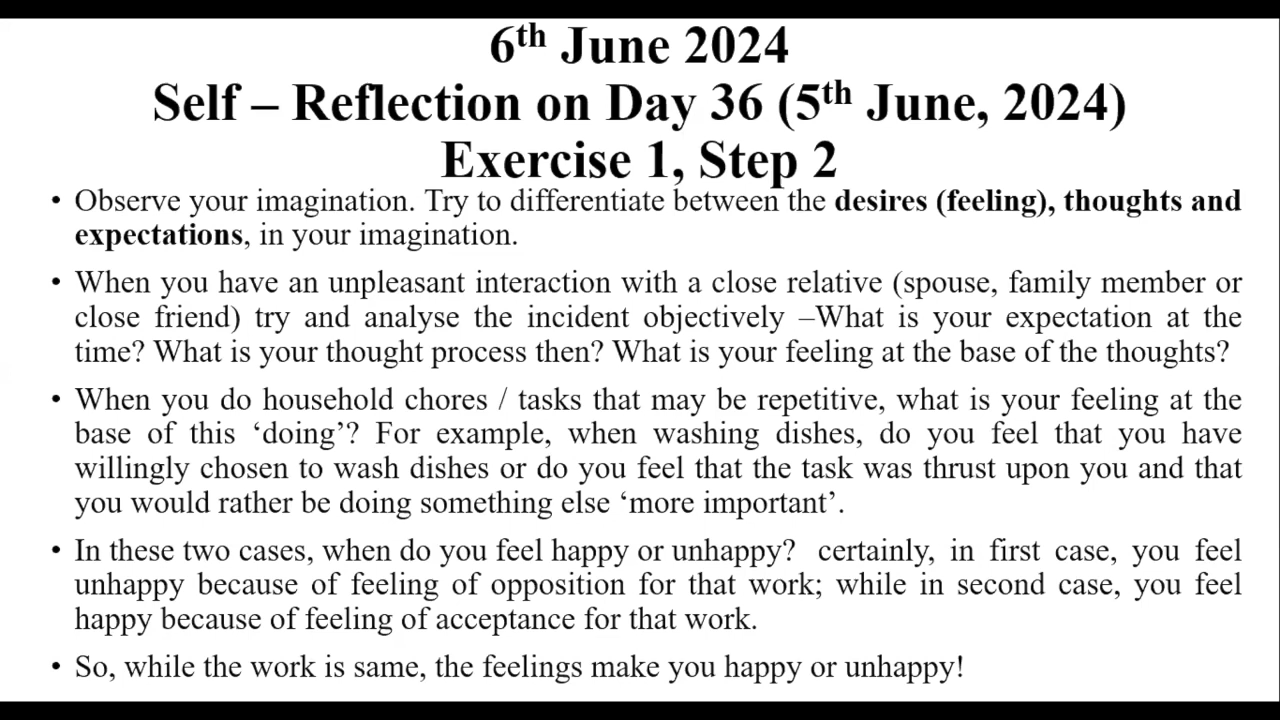 6th June 2024
Self – Reflection on Day 36 (5th June, 2024)
Exercise 1, Step 2
• Observe your imagination. Try to differentiate between the desires (feeling), thoughts and
expectations, in your imagination.
• When you have an unpleasant interaction with a close relative (spouse, family member or
close friend) try and analyse the incident objectively –What is your expectation at the
time? What is your thought process then? What is your feeling at the base of the thoughts?
• When you do household chores / tasks that may be repetitive, what is your feeling at the
base of this ‘doing’? For example, when washing dishes, do you feel that you have
willingly chosen to wash dishes or do you feel that the task was thrust upon you and that
you would rather be doing something else ‘more important’.
• In these two cases, when do you feel happy or unhappy? certainly, in first case, you feel
unhappy because of feeling of opposition for that work; while in second case, you feel
happy because of feeling of acceptance for that work.
• So, while the work is same, the feelings make you happy or unhappy!